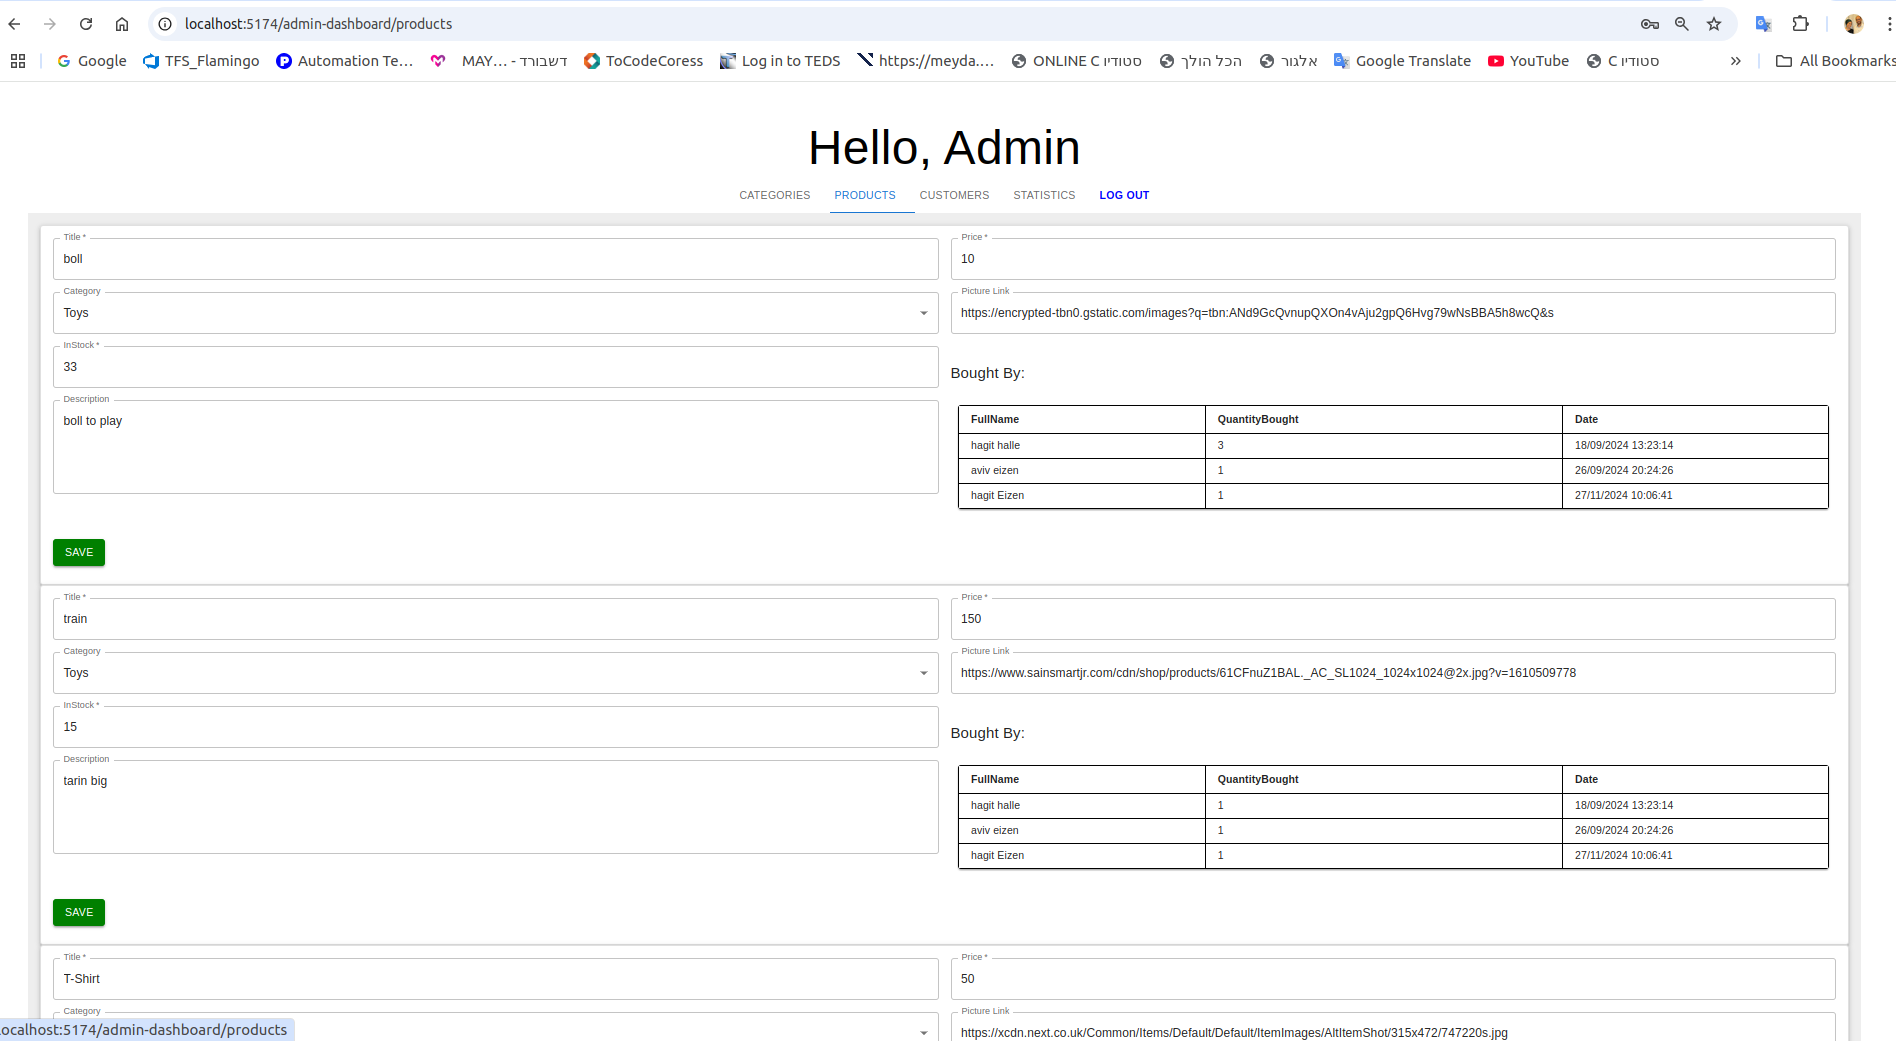 localhost:5174/admin-dashboard/products
Google TFS_Flamingo Automation Te... MAY... - דשבורד ToCodeCoress Log in to TEDS https://meyda.... ONLINE C סטודיו הכל הולך אלגור Google Translate YouTube סטודיו C » All Bookmarks
Hello, Admin
CATEGORIES PRODUCTS CUSTOMERS STATISTICS LOG OUT
Title * Price *
boll 10
Category Picture Link
Toys https://encrypted-tbn0.gstatic.com/images?q=tbn:ANd9GcQvnupQXOn4vAju2gpQ6Hvg79wNsBBA5h8wcQ&s
InStock *
33
Bought By:
Description
boll to play
FullName QuantityBought Date
hagit halle 3 18/09/2024 13:23:14
aviv eizen 1 26/09/2024 20:24:26
hagit Eizen 1 27/11/2024 10:06:41
SAVE
Title * Price *
train 150
Category Picture Link
Toys https://www.sainsmartjr.com/cdn/shop/products/61CFnuZ1BAL._AC_SL1024_1024x1024@2x.jpg?v=1610509778
InStock *
15
Bought By:
Description
tarin big
FullName QuantityBought Date
hagit halle 1 18/09/2024 13:23:14
aviv eizen 1 26/09/2024 20:24:26
hagit Eizen 1 27/11/2024 10:06:41
SAVE
Title * Price *
T-Shirt 50
Category Picture Link
https://xcdn.next.co.uk/Common/Items/Default/Default/ItemImages/AltItemShot/315x472/747220s.jpg
localhost:5174/admin-dashboard/products